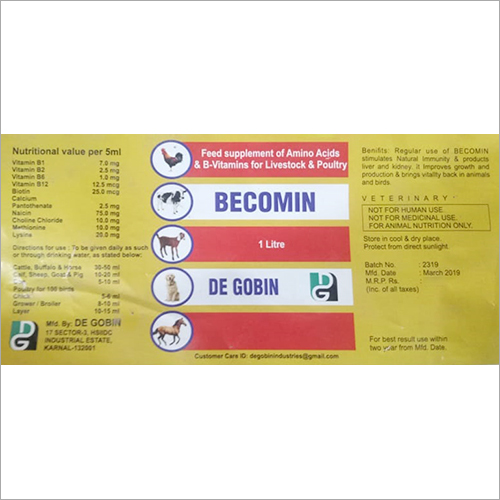 Nutritional value per 5ml
Vitamin B1 7.0 mg
Vitamin B2 2.5 mg
Vitamin B6 1.0 mg
Vitamin B12 12.5 mcg
Biotin 25.0 mcg
Calcium
Pantothenate 2.5 mg
Naicin 75.0 mg
Choline Chloride 10.0 mg
Methionine 10.0 mg
Lysine 20.0 mg
Directions for use : To be given daily as such
or through drinking water, as stated below:
Cattle, Buffalo & Horse 30-50 ml
Calf, Sheep, Goat & Pig 10-20 ml
Dog 5-10 ml
Poultry for 100 birds
Chick 5-6 ml
Grower / Broiler 8-10 ml
Layer 10-15 ml
Mfd. By: DE GOBIN
17 SECTOR-3, HSIIDC
INDUSTRIAL ESTATE,
KARNAL-132001
Feed supplement of Amino Acids
& B-Vitamins for Livestock & Poultry
BECOMIN
1 Litre
DE GOBIN
Customer Care ID: degobinindustries@gmail.com
Benefits: Regular use of BECOMIN
stimulates Natural Immunity & products
liver and kidney. it Improves growth and
production & brings vitality back in animals
and birds.
VETERINARY
NOT FOR HUMAN USE.
NOT FOR MEDICINAL USE.
FOR ANIMAL NUTRITION ONLY.
Store in cool & dry place.
Protect from direct sunlight.
Batch No. : 2319
Mfd. Date : March 2019
M.R.P. Rs. :
(Inc. of all taxes)
For best result use within
two year from Mfd. Date.